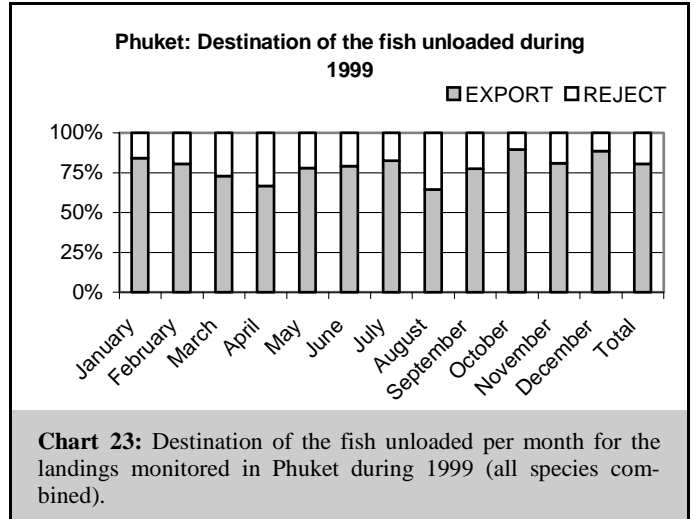 Phuket: Destination of the fish unloaded during
1999
EXPORT REJECT
100%
75%
50%
25%
0%
January
February
March
April
May
June
July
August
September
October
November
December
Total
Chart 23: Destination of the fish unloaded per month for the
landings monitored in Phuket during 1999 (all species com-
bined).